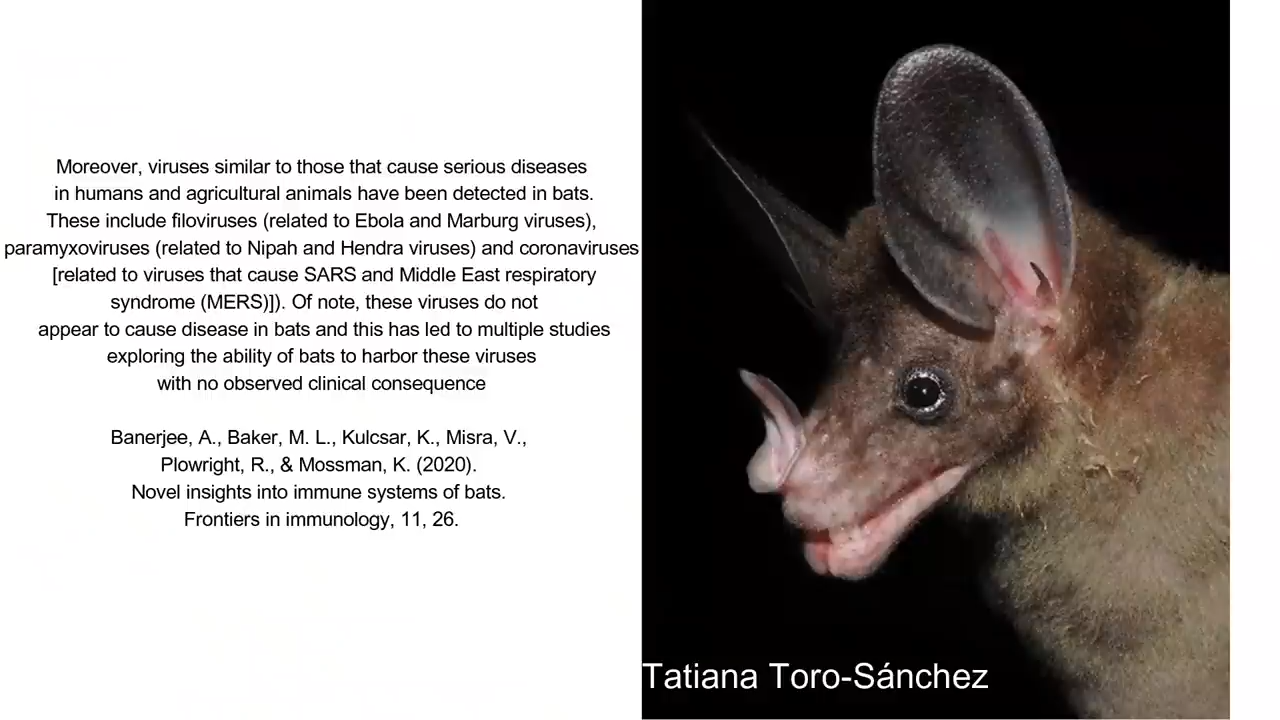 Moreover, viruses similar to those that cause serious diseases
in humans and agricultural animals have been detected in bats.
These include filoviruses (related to Ebola and Marburg viruses),
paramyxoviruses (related to Nipah and Hendra viruses) and coronaviruses
[related to viruses that cause SARS and Middle East respiratory
syndrome (MERS)]). Of note, these viruses do not
appear to cause disease in bats and this has led to multiple studies
exploring the ability of bats to harbor these viruses
with no observed clinical consequence
Banerjee, A., Baker, M. L., Kulcsar, K., Misra, V.,
Plowright, R., & Mossman, K. (2020).
Novel insights into immune systems of bats.
Frontiers in immunology, 11, 26.
Tatiana Toro-Sánchez